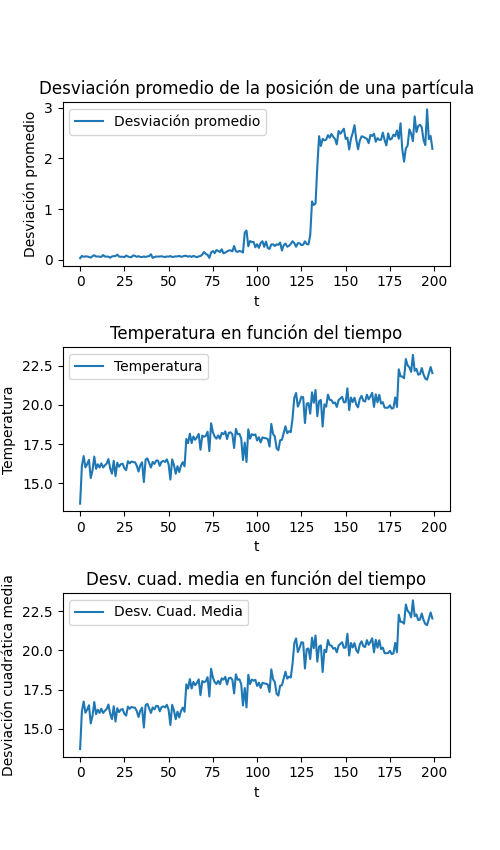 Desviación promedio de la posición de una partícula
Desviación promedio
3
2
1
0
Desviación promedio
0 25 50 75 100 125 150 175 200
t
Temperatura en función del tiempo
Temperatura
22.5
20.0
17.5
15.0
Temperatura
0 25 50 75 100 125 150 175 200
t
Desv. cuad. media en función del tiempo
Desv. Cuad. Media
22.5
20.0
17.5
15.0
Desviación cuadrática media
0 25 50 75 100 125 150 175 200
t